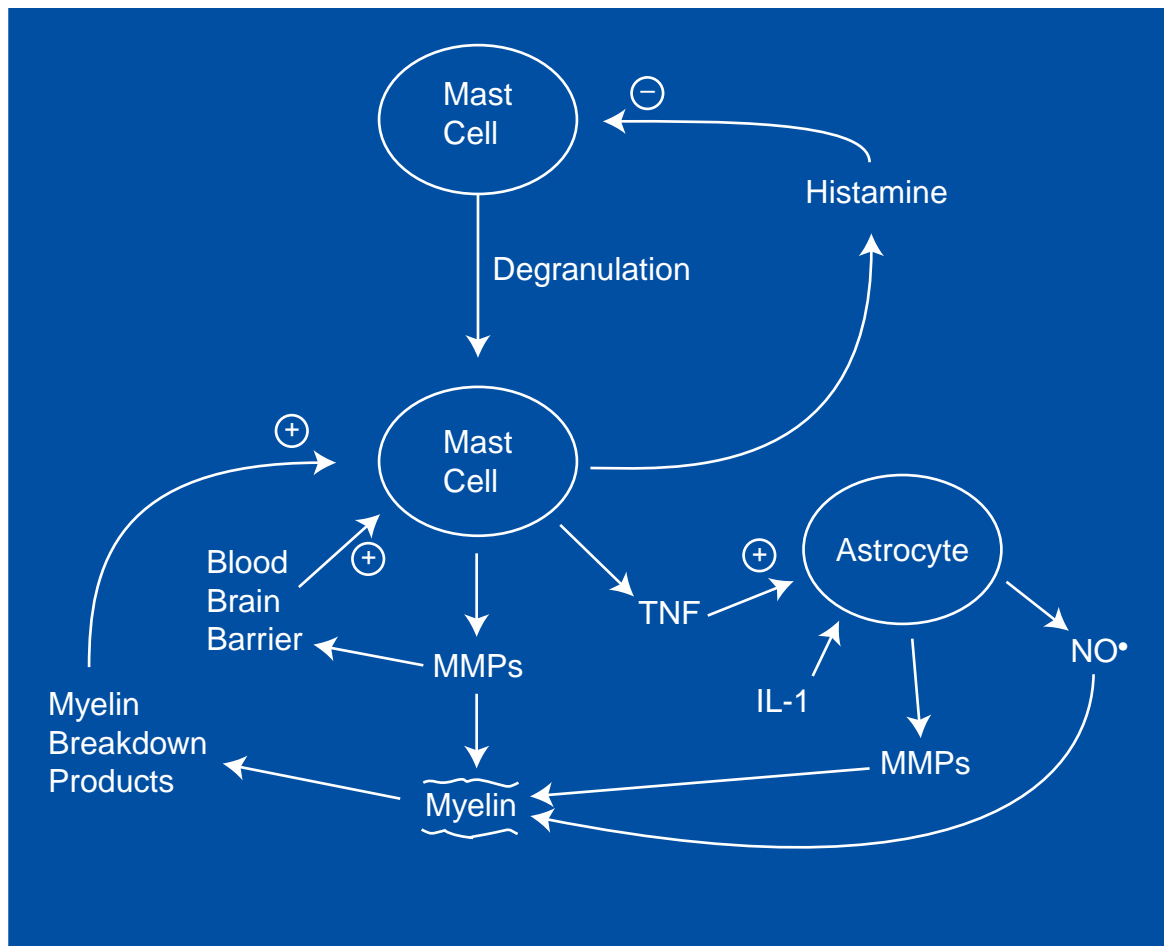 Mast
Cell
−
Histamine
Degranulation
+
Mast
Cell
Blood
Brain
Barrier
+
TNF
+
Astrocyte
MMPs
IL-1
NO•
Myelin
Breakdown
Products
MMPs
Myelin